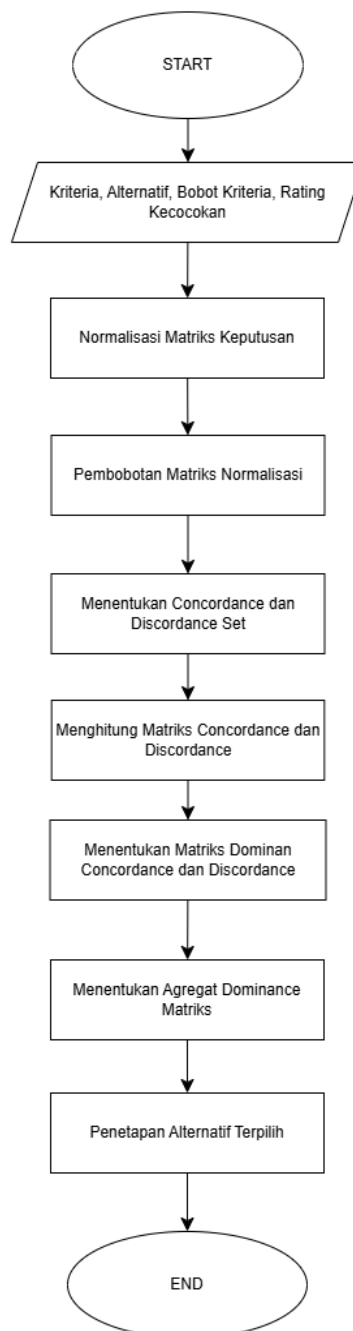 START
Kriteria, Alternatif, Bobot Kriteria, Rating
Kecocokan
Normalisasi Matriks Keputusan
Pembobotan Matriks Normalisasi
Menentukan Concordance dan
Discordance Set
Menghitung Matriks Concordance dan
Discordance
Menentukan Matriks Dominan
Concordance dan Discordance
Menentukan Agregat Dominance
Matriks
Penetapan Alternatif Terpilih
END